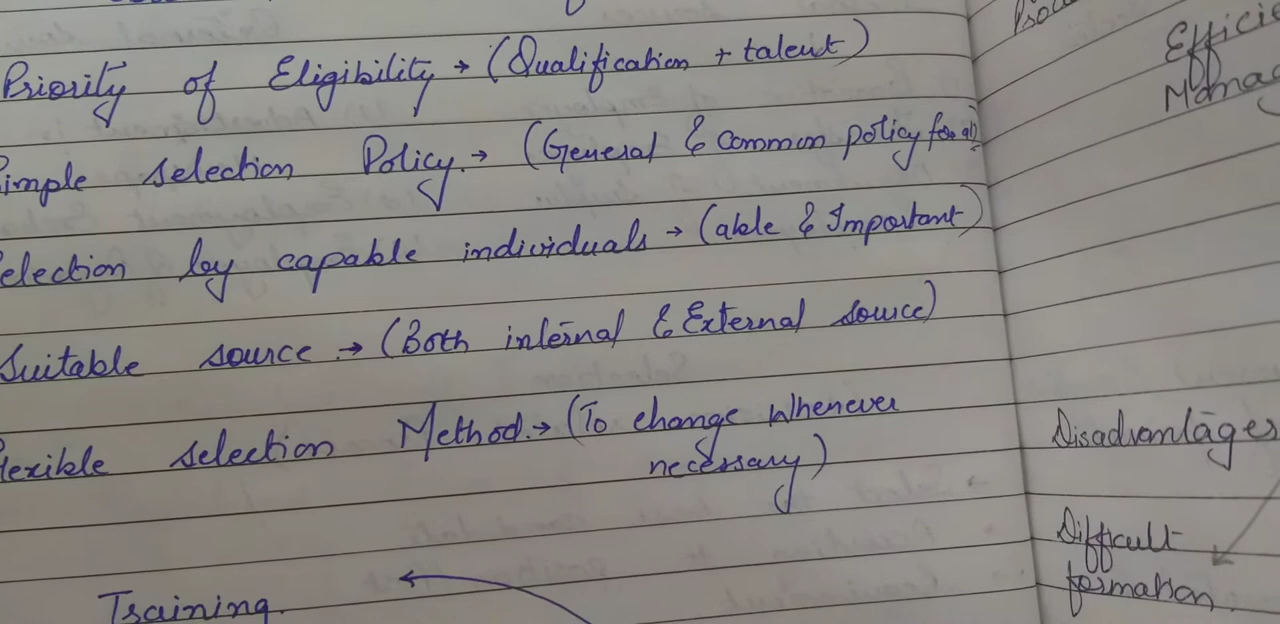 Priority of Eligibility → (Qualification + talent)
imple selection Policy. → (General & Common policy for all)
election by capable individuals → (able & Important)
Suitable source → (Both internal & External source)
lexible selection Method. → (To change Whenever
necessary)
Training.
Effici
Mana
Disadvantages
Difficult
formation.